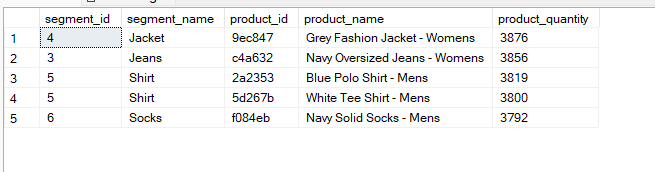 segment_id segment_name product_id product_name product_quantity
1 4 Jacket 9ec847 Grey Fashion Jacket - Womens 3876
2 3 Jeans c4a632 Navy Oversized Jeans - Womens 3856
3 5 Shirt 2a2353 Blue Polo Shirt - Mens 3819
4 5 Shirt 5d267b White Tee Shirt - Mens 3800
5 6 Socks f084eb Navy Solid Socks - Mens 3792